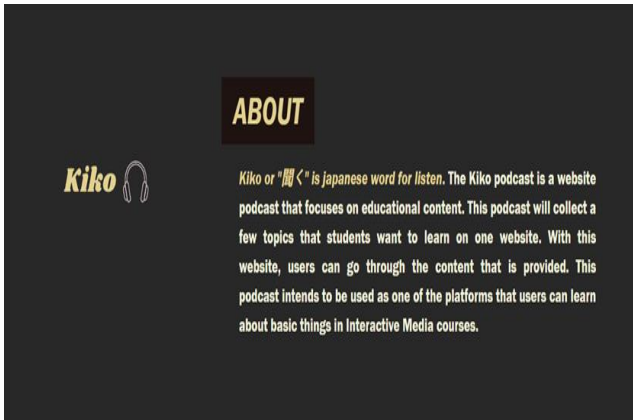 ABOUT
Kiko
Kiko or "聞く" is japanese word for listen. The Kiko podcast is a website
podcast that focuses on educational content. This podcast will collect a
few topics that students want to learn on one website. With this
website, users can go through the content that is provided. This
podcast intends to be used as one of the platforms that users can learn
about basic things in Interactive Media courses.